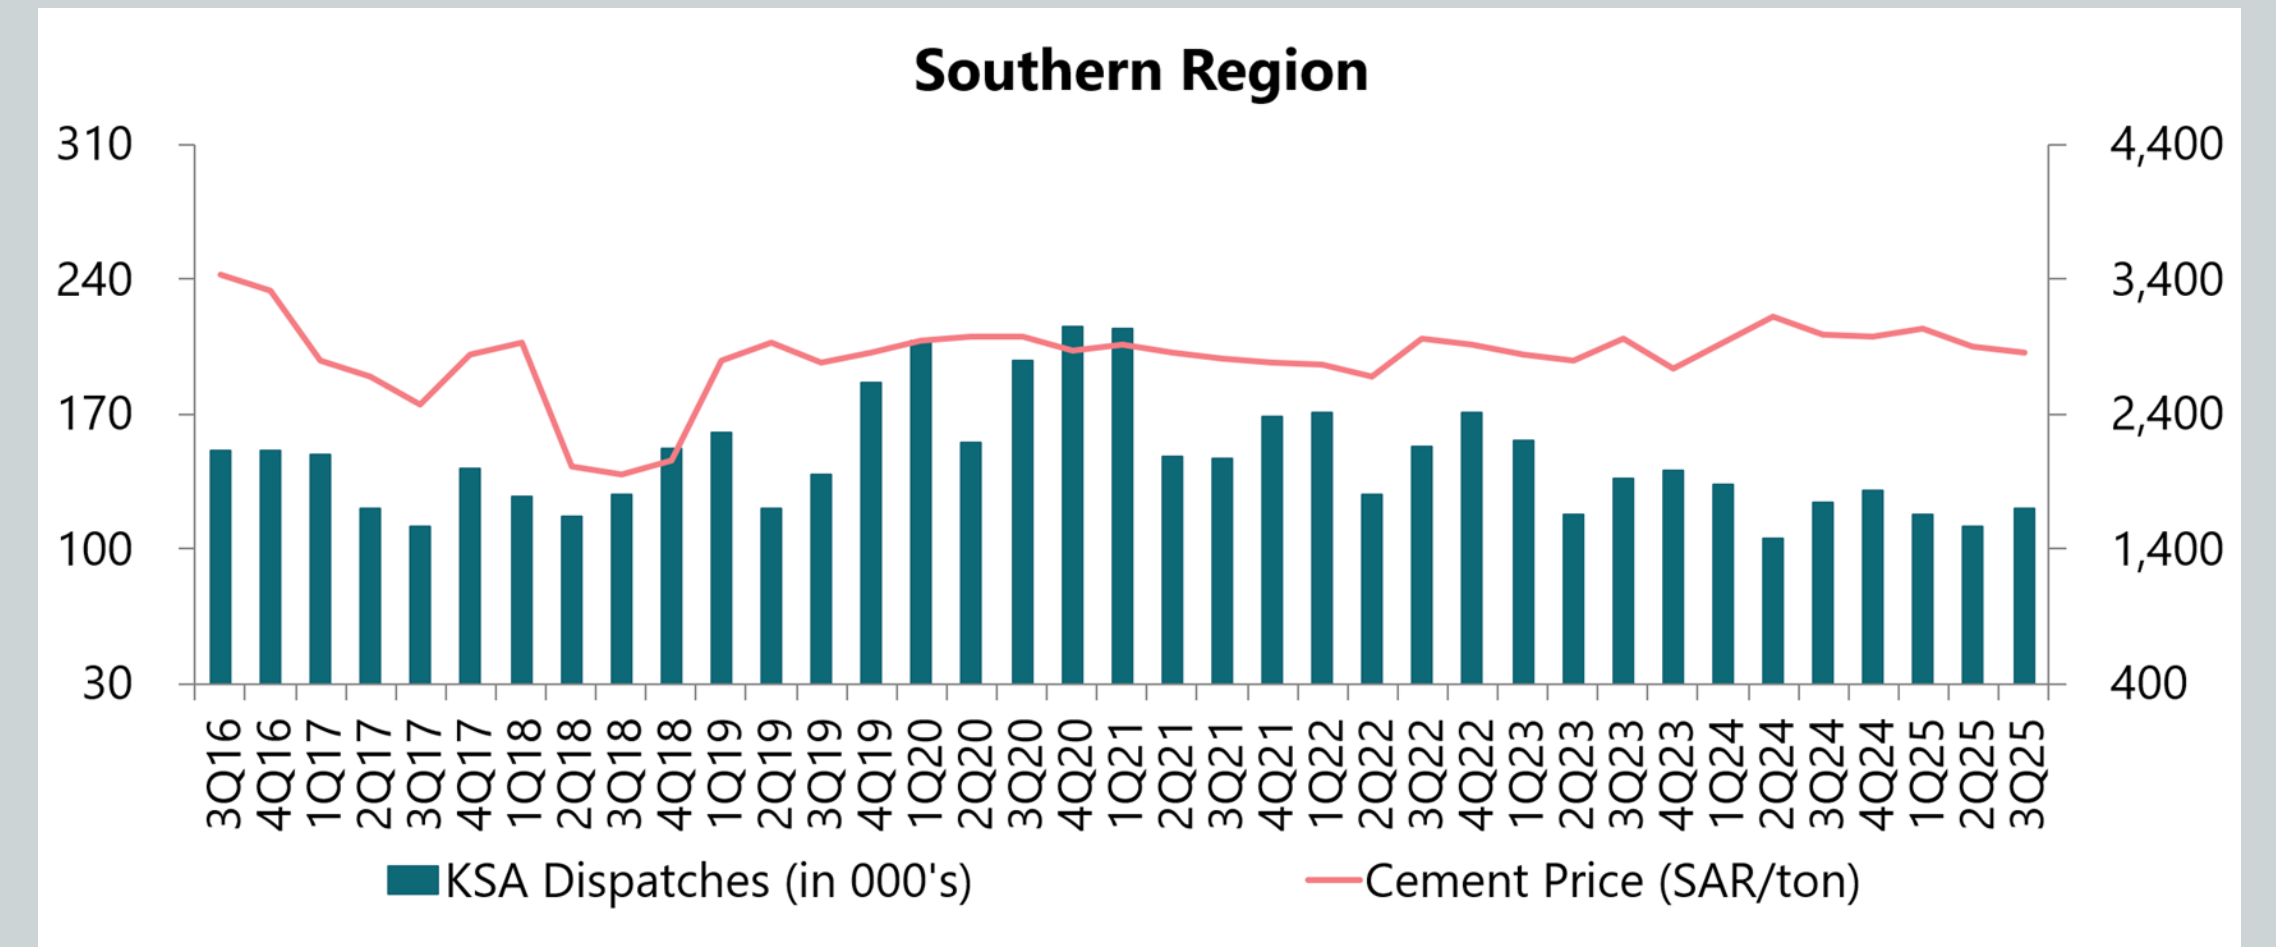 Southern Region
310
240
170
100
30
4,400
3,400
2,400
1,400
400
3Q16
4Q16
1Q17
2Q17
3Q17
4Q17
1Q18
2Q18
3Q18
4Q18
1Q19
2Q19
3Q19
4Q19
1Q20
2Q20
3Q20
4Q20
1Q21
2Q21
3Q21
4Q21
1Q22
2Q22
3Q22
4Q22
1Q23
2Q23
3Q23
4Q23
1Q24
2Q24
3Q24
4Q24
1Q25
2Q25
3Q25
KSA Dispatches (in 000's)
Cement Price (SAR/ton)